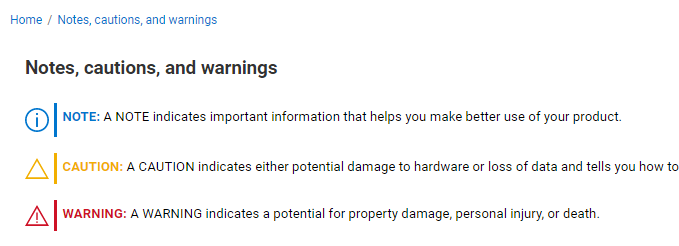 Home / Notes, cautions, and warnings
Notes, cautions, and warnings
NOTE: A NOTE indicates important information that helps you make better use of your product.
CAUTION: A CAUTION indicates either potential damage to hardware or loss of data and tells you how to
WARNING: A WARNING indicates a potential for property damage, personal injury, or death.